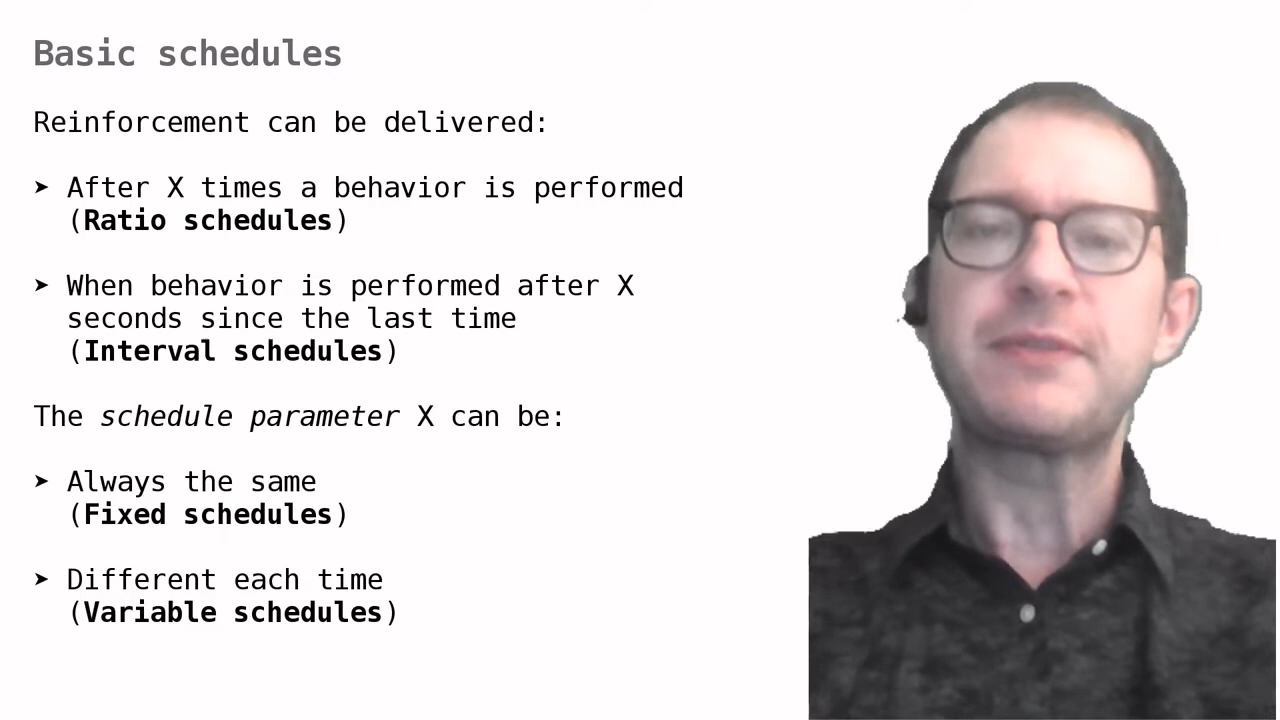 Basic schedules
Reinforcement can be delivered:
➤ After X times a behavior is performed
(Ratio schedules)
➤ When behavior is performed after X
seconds since the last time
(Interval schedules)
The schedule parameter X can be:
➤ Always the same
(Fixed schedules)
➤ Different each time
(Variable schedules)